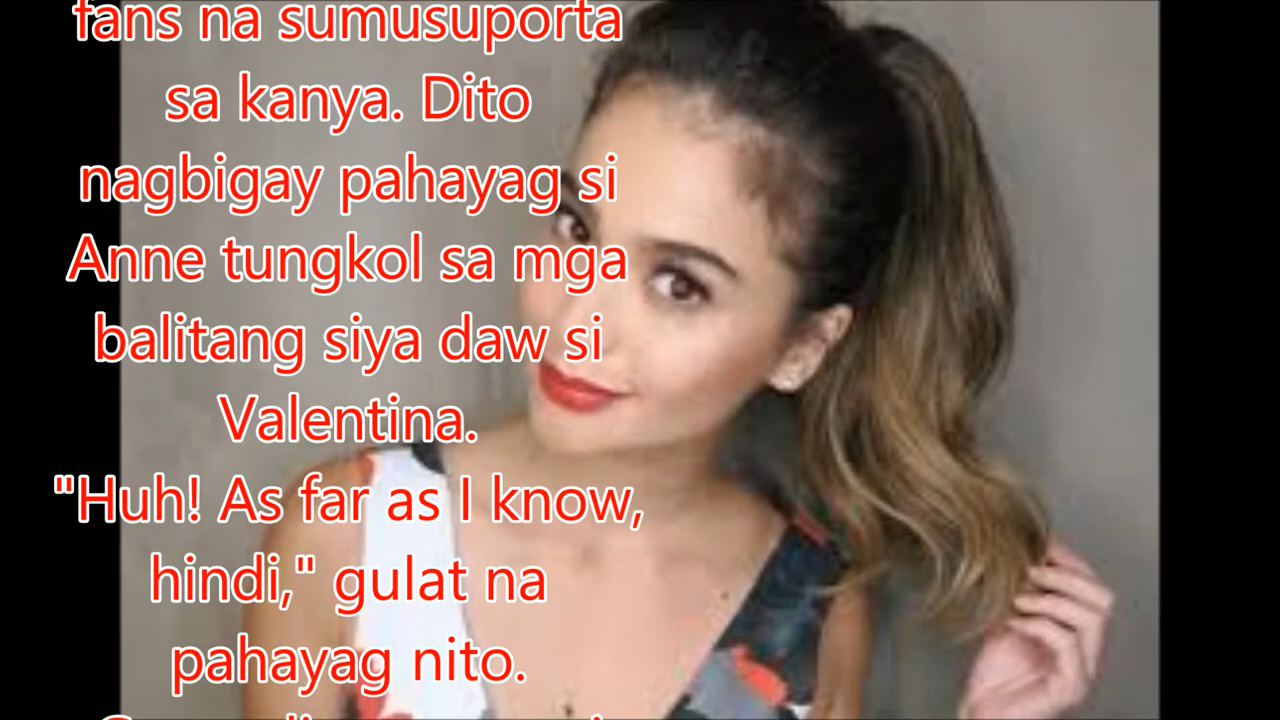 fans na sumusuporta
sa kanya. Dito
nagbigay pahayag si
Anne tungkol sa mga
balitang siya daw si
Valentina.
"Huh! As far as I know,
hindi," gulat na
pahayag nito.